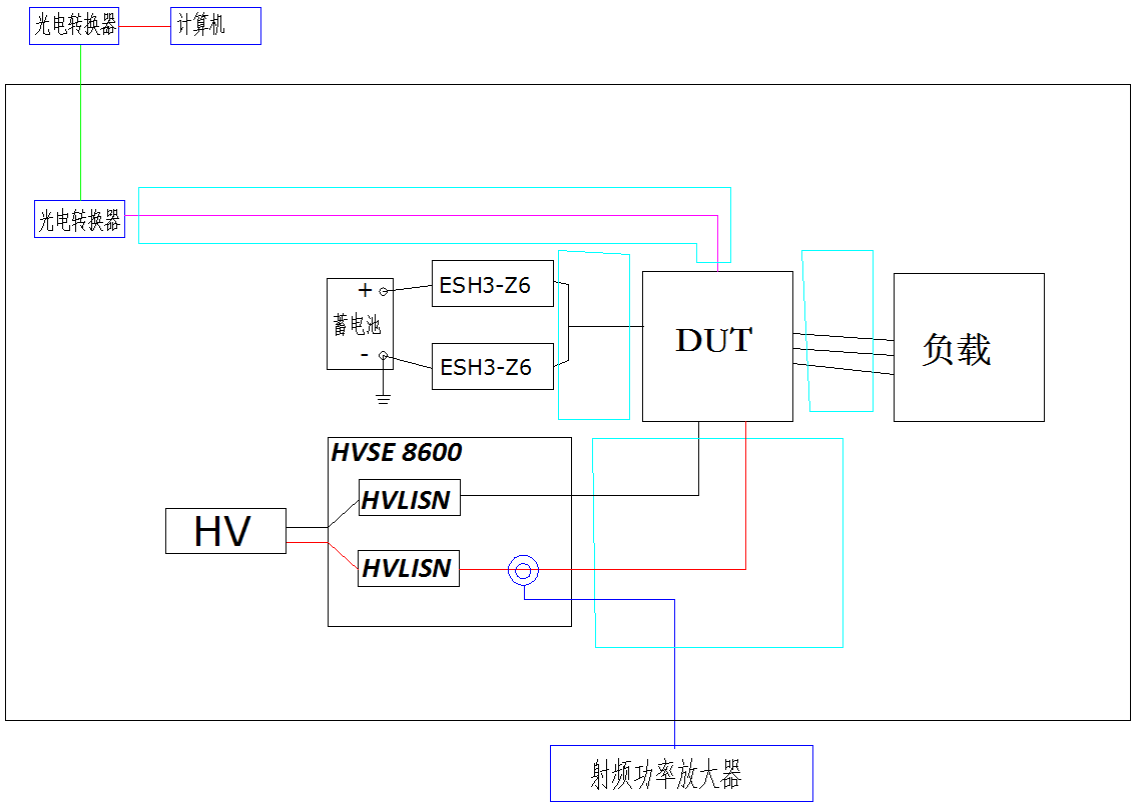 光电转换器
计算机
光电转换器
+
蓄电池
-
ESH3-Z6
ESH3-Z6
DUT
负载
HVSE 8600
HVLISN
HV
HVLISN
射频功率放大器